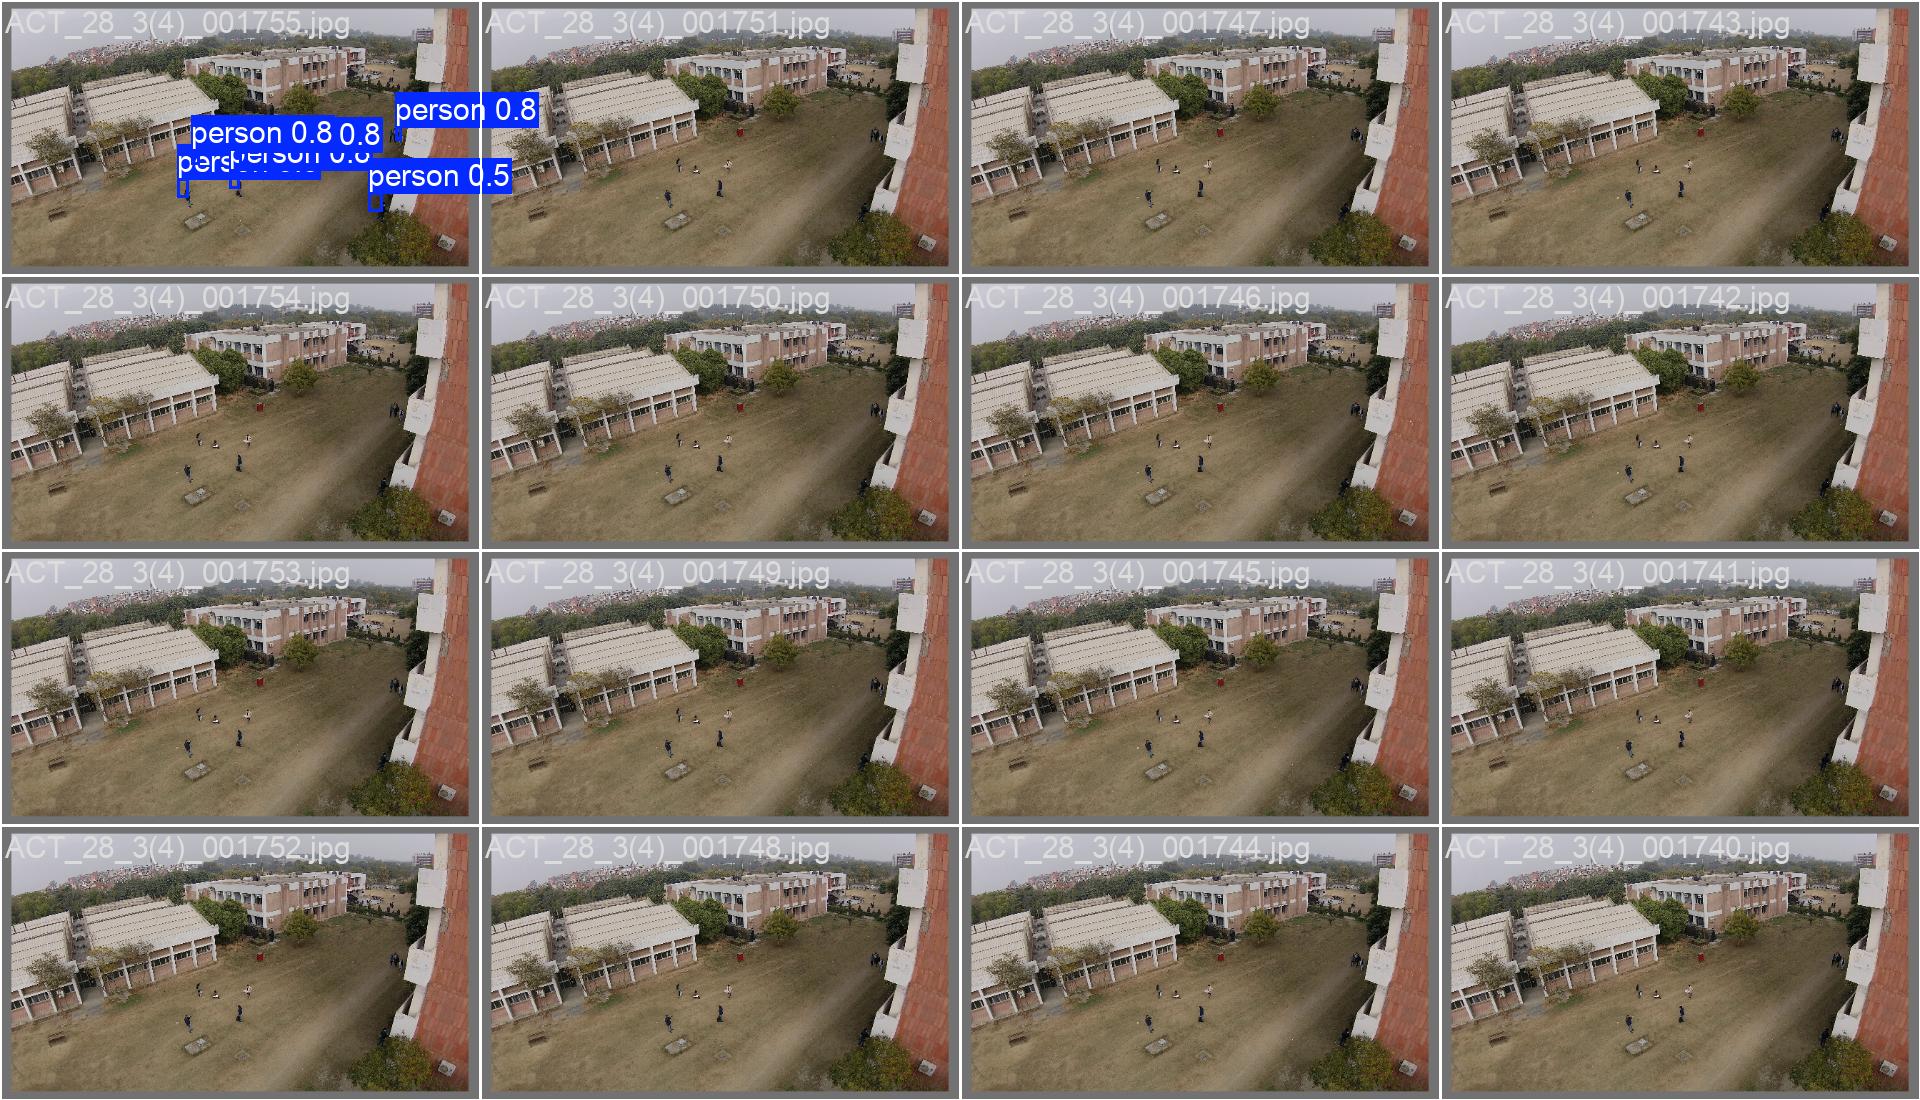 ACT_28_3(4)_001755.jpg
ACT_28_3(4)_001751.jpg
ACT_28_3(4)_001747.jpg
ACT_28_3(4)_001743.jpg
person 0.8
person 0.8
0.8
person 0.8
person 0.5
ACT_28_3(4)_001754.jpg
ACT_28_3(4)_001750.jpg
ACT_28_3(4)_001746.jpg
ACT_28_3(4)_001742.jpg
ACT_28_3(4)_001753.jpg
ACT_28_3(4)_001749.jpg
ACT_28_3(4)_001745.jpg
ACT_28_3(4)_001741.jpg
ACT_28_3(4)_001752.jpg
ACT_28_3(4)_001748.jpg
ACT_28_3(4)_001744.jpg
ACT_28_3(4)_001740.jpg